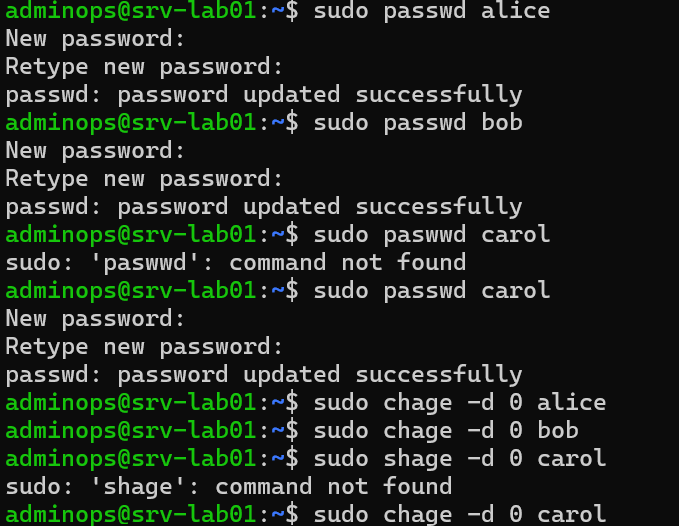 adminops@srv-lab01:~$ sudo passwd alice
New password:
Retype new password:
passwd: password updated successfully
adminops@srv-lab01:~$ sudo passwd bob
New password:
Retype new password:
passwd: password updated successfully
adminops@srv-lab01:~$ sudo paswwd carol
sudo: 'paswwd': command not found
adminops@srv-lab01:~$ sudo passwd carol
New password:
Retype new password:
passwd: password updated successfully
adminops@srv-lab01:~$ sudo chage -d 0 alice
adminops@srv-lab01:~$ sudo chage -d 0 bob
adminops@srv-lab01:~$ sudo shage -d 0 carol
sudo: 'shage': command not found
adminops@srv-lab01:~$ sudo chage -d 0 carol